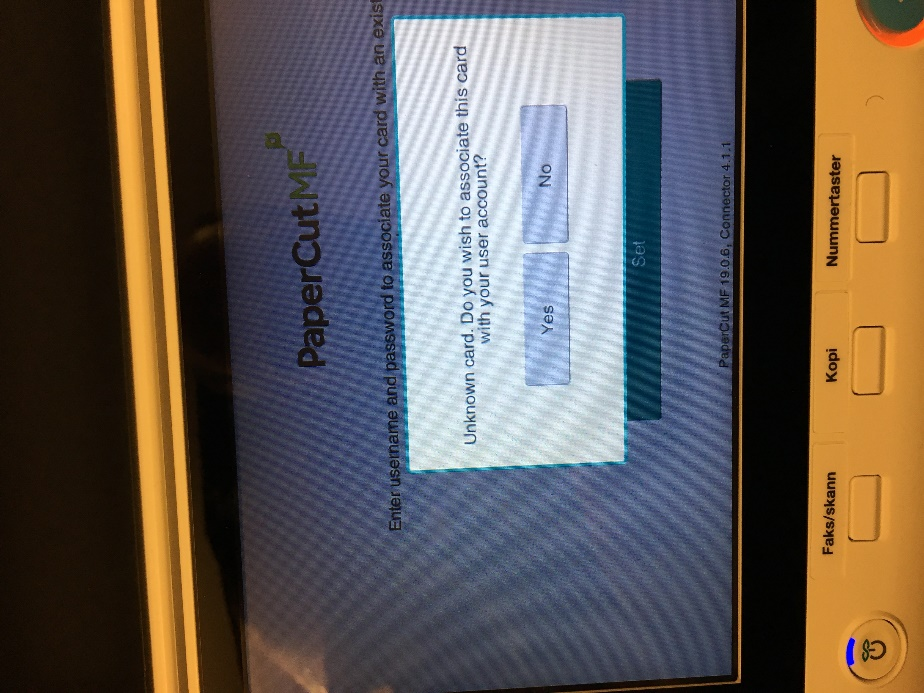 PaperCutMF
Enter username and password to associate your card with an exis
Unknown card. Do you wish to associate this card
with your user account?
Yes
No
Set
PaperCut MF 19.0.6, Connector 4.1.1
Faks/skann
Kopi
Nummertaster